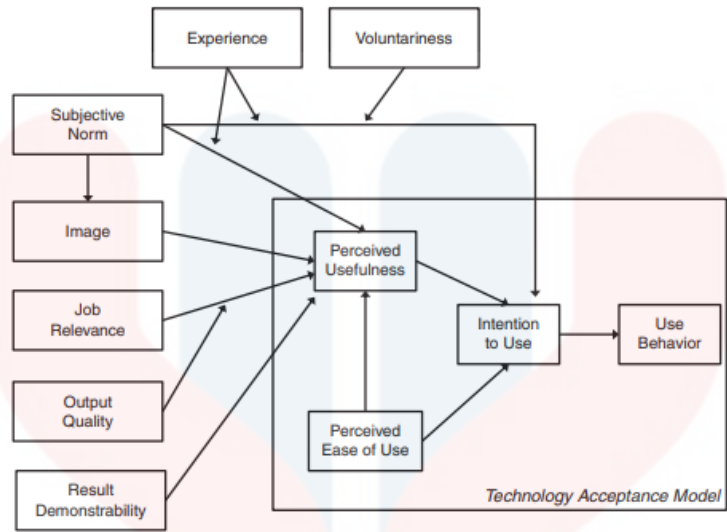 Experience
Voluntariness
Subjective
Norm
Image
Perceived
Usefulness
Job
Relevance
Intention
to Use
Use
Behavior
Output
Quality
Perceived
Ease of Use
Result
Demonstrability
Technology Acceptance Model